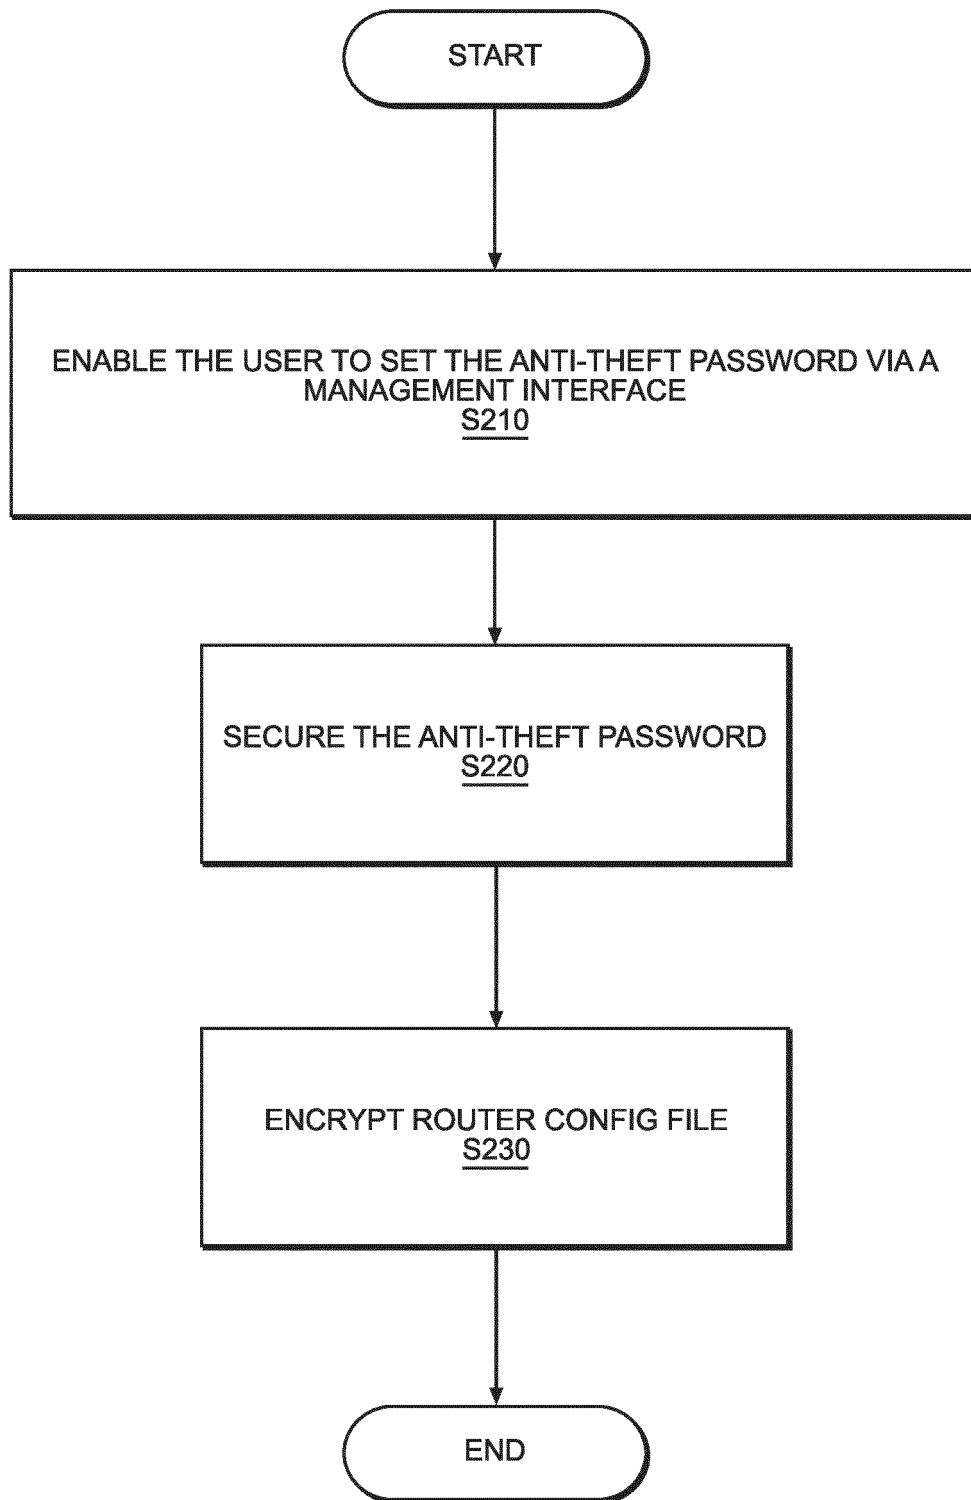 START
ENABLE THE USER TO SET THE ANTI-THEFT PASSWORD VIA A
MANAGEMENT INTERFACE
S210
SECURE THE ANTI-THEFT PASSWORD
S220
ENCRYPT ROUTER CONFIG FILE
S230
END